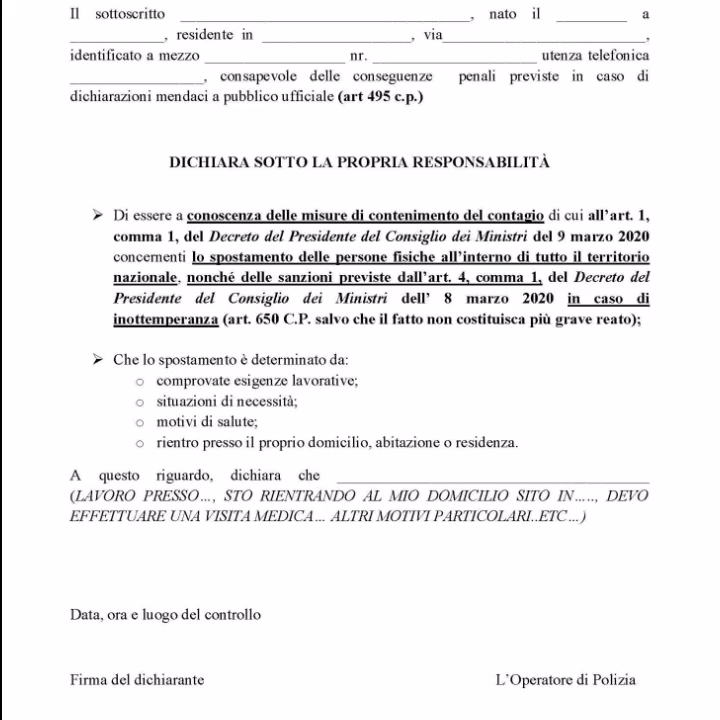 Il sottoscritto ________________________________________, nato il __________ a
_____________, residente in _____________________, via_____________________________,
identificato a mezzo ____________________ nr. _______________________ utenza telefonica
___________________, consapevole delle conseguenze penali previste in caso di
dichiarazioni mendaci a pubblico ufficiale (art 495 c.p.)
DICHIARA SOTTO LA PROPRIA RESPONSABILITÀ
➢ Di essere a conoscenza delle misure di contenimento del contagio di cui all’art. 1,
comma 1, del Decreto del Presidente del Consiglio dei Ministri del 9 marzo 2020
concernenti lo spostamento delle persone fisiche all’interno di tutto il territorio
nazionale, nonché delle sanzioni previste dall’art. 4, comma 1, del Decreto del
Presidente del Consiglio dei Ministri dell’ 8 marzo 2020 in caso di
inottemperanza (art. 650 C.P. salvo che il fatto non costituisca più grave reato);
➢ Che lo spostamento è determinato da:
o comprovate esigenze lavorative;
o situazioni di necessità;
o motivi di salute;
o rientro presso il proprio domicilio, abitazione o residenza.
A questo riguardo, dichiara che ____________________________________________
(LAVORO PRESSO…, STO RIENTRANDO AL MIO DOMICILIO SITO IN….., DEVO
EFFETTUARE UNA VISITA MEDICA… ALTRI MOTIVI PARTICOLARI..ETC…)
Data, ora e luogo del controllo
Firma del dichiarante L’Operatore di Polizia